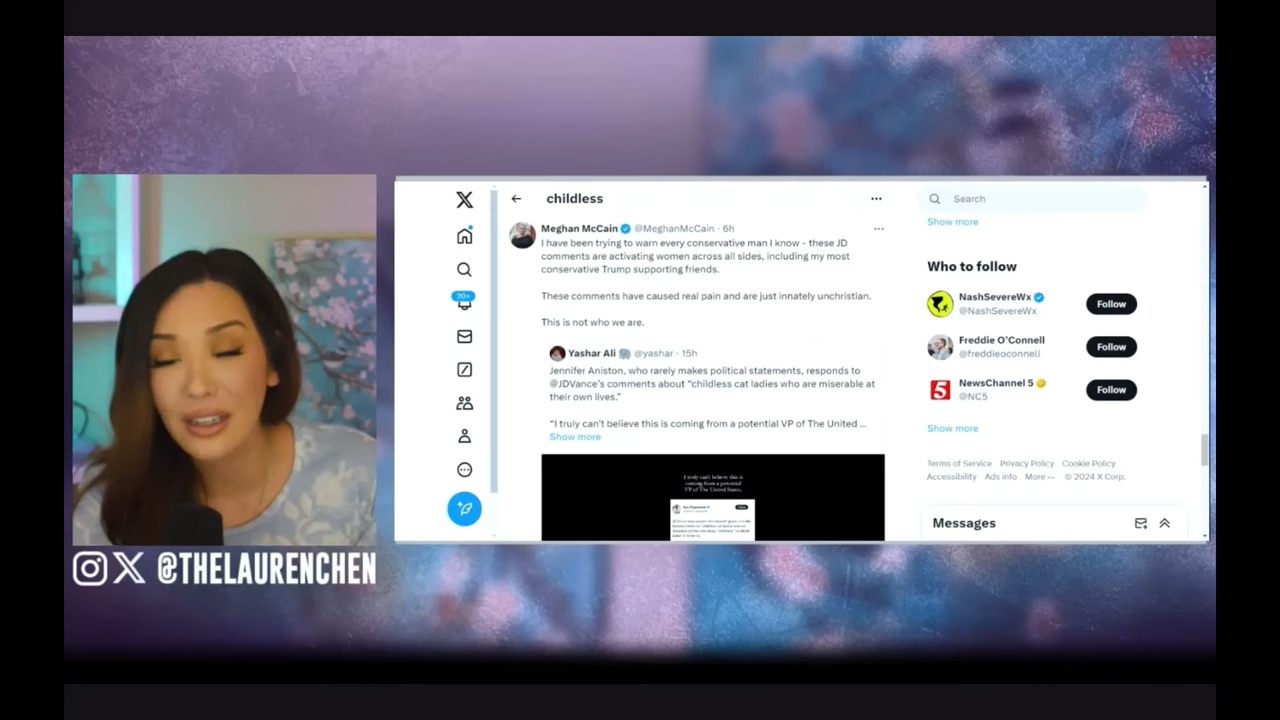 childless
Meghan McCain @MeghanMcCain · 6h
I have been trying to warn every conservative man I know - these JD
comments are activating women across all sides, including my most
conservative Trump supporting friends.
These comments have caused real pain and are just innately unchristian.
This is not who we are.
Yashar Ali @yashar · 15h
Jennifer Aniston, who rarely makes political statements, responds to
@JDVance's comments about "childless cat ladies who are miserable at
their own lives."
"I truly can't believe this is coming from a potential VP of The United ...
Show more
I truly can't believe this is
coming from a potential
VP of The United States.
20+
Search
Show more
Who to follow
NashSevereWx
@NashSevereWx
Follow
Freddie O'Connell
@freddieoconnell
Follow
NewsChannel 5
@NC5
Follow
5
Show more
Terms of Service Privacy Policy Cookie Policy
Accessibility Ads info More ··· © 2024 X Corp.
Messages
@THELAURENCHEN